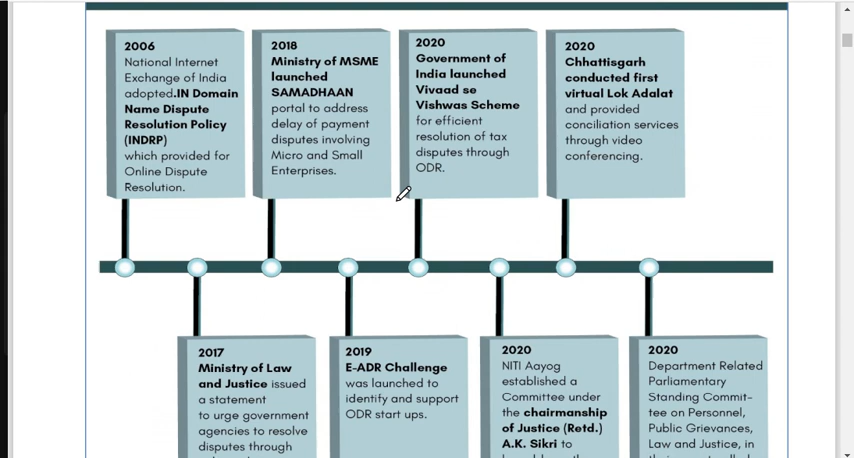 2006
National Internet
Exchange of India
adopted.IN Domain
Name Dispute
Resolution Policy
(INDRP)
which provided for
Online Dispute
Resolution.
2018
Ministry of MSME
launched
SAMADHAAN
portal to address
delay of payment
disputes involving
Micro and Small
Enterprises.
2020
Government of
India launched
Vivaad se
Vishwas Scheme
for efficient
resolution of tax
disputes through
ODR.
2020
Chhattisgarh
conducted first
virtual Lok Adalat
and provided
conciliation services
through video
conferencing.
2017
Ministry of Law
and Justice issued
a statement
to urge government
agencies to resolve
disputes through
2019
E-ADR Challenge
was launched to
identify and support
ODR start ups.
2020
NITI Aayog
established a
Committee under
the chairmanship
of Justice (Retd.)
A.K. Sikri to
2020
Department Related
Parliamentary
Standing Commit-
tee on Personnel,
Public Grievances,
Law and Justice, in